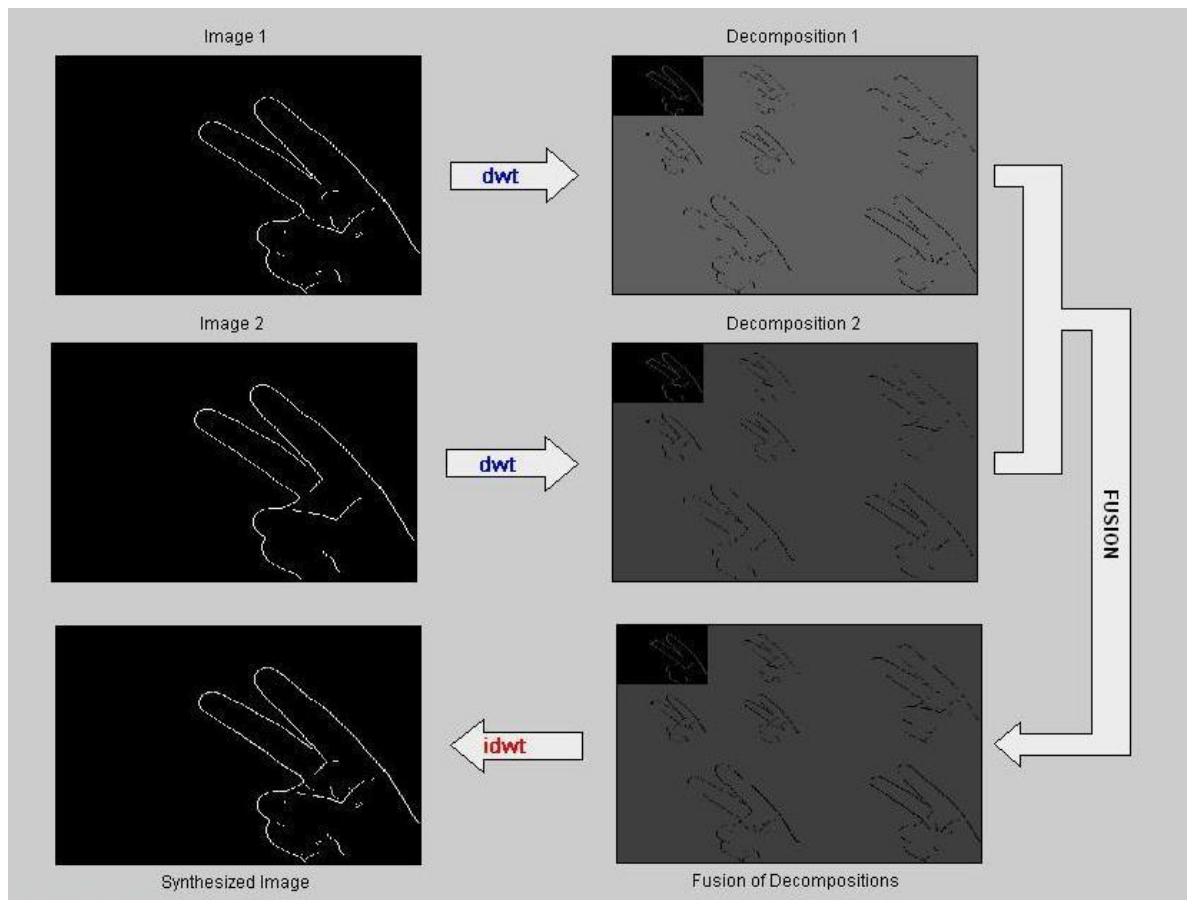 Image 1
Decomposition 1
dwt
Image 2
Decomposition 2
dwt
FUSION
idwt
Synthesized Image
Fusion of Decompositions